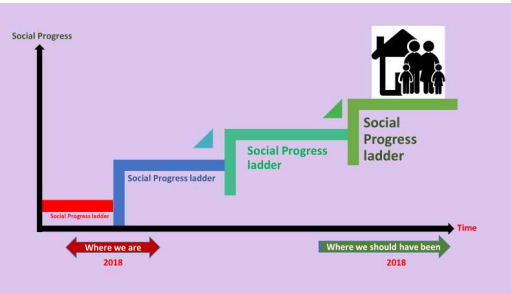 Social Progress
Social
Progress
ladder
Social Progress
ladder
Social Progress ladder
Social Progress ladder
Time
Where we are
Where we should have been
2018
2018